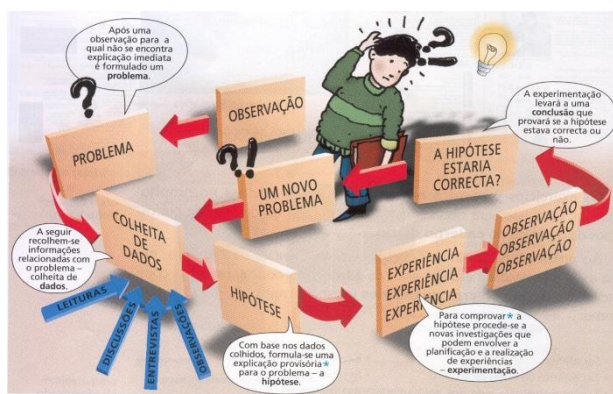 Após uma
observação para a
qual não se encontra
explicação imediata
é formulado um
problema.
?
OBSERVAÇÃO
PROBLEMA
?!
?!
A experimentação
levará a uma
conclusão que
provará se a hipótese
estava correcta ou
não.
A HIPÓTESE
ESTARIA
CORRECTA?
UM NOVO
PROBLEMA
COLHEITA
DE
DADOS
A seguir
recolhem-se
informações
relacionadas com
o problema –
colheita de
dados.
LEITURAS
DISCUSSÕES
ENTREVISTAS
OBSERVAÇÕES
HIPÓTESE
Com base nos dados
colhidos, formula-se uma
explicação provisória*
para o problema – a
hipótese.
EXPERIÊNCIA
EXPERIÊNCIA
EXPERIÊNCIA
Para comprovar* a
hipótese procede-se a
novas investigações que
podem envolver a
planificação e a realização
de experiências
– experimentação.
OBSERVAÇÃO
OBSERVAÇÃO
OBSERVAÇÃO